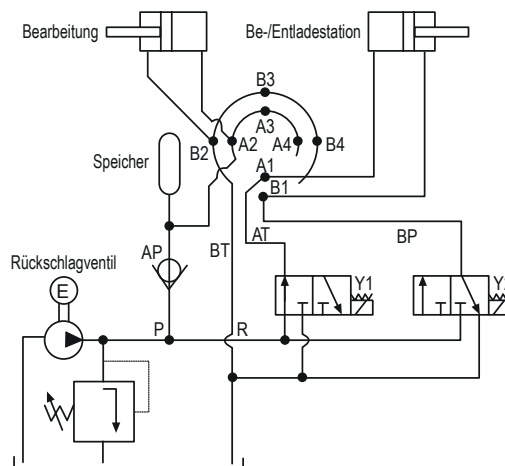 Bearbeitung
Be-/Entladestation
B3
A3
B2
A2
A4
B4
Speicher
A1
B1
AP
BT
AT
BP
Rückschlagventil
E
Y1
P
R